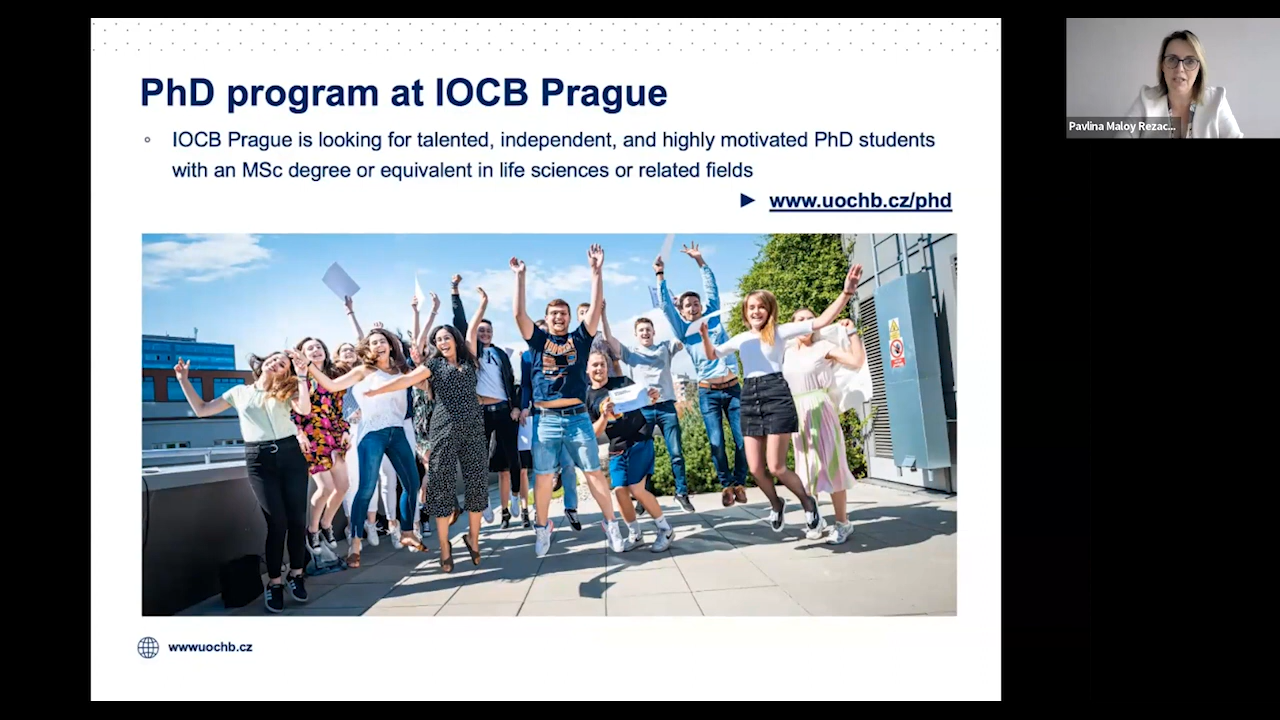 PhD program at IOCB Prague
IOCB Prague is looking for talented, independent, and highly motivated PhD students
with an MSc degree or equivalent in life sciences or related fields
www.uochb.cz/phd
wwwuochb.cz
Pavlina Maloy Rezac...